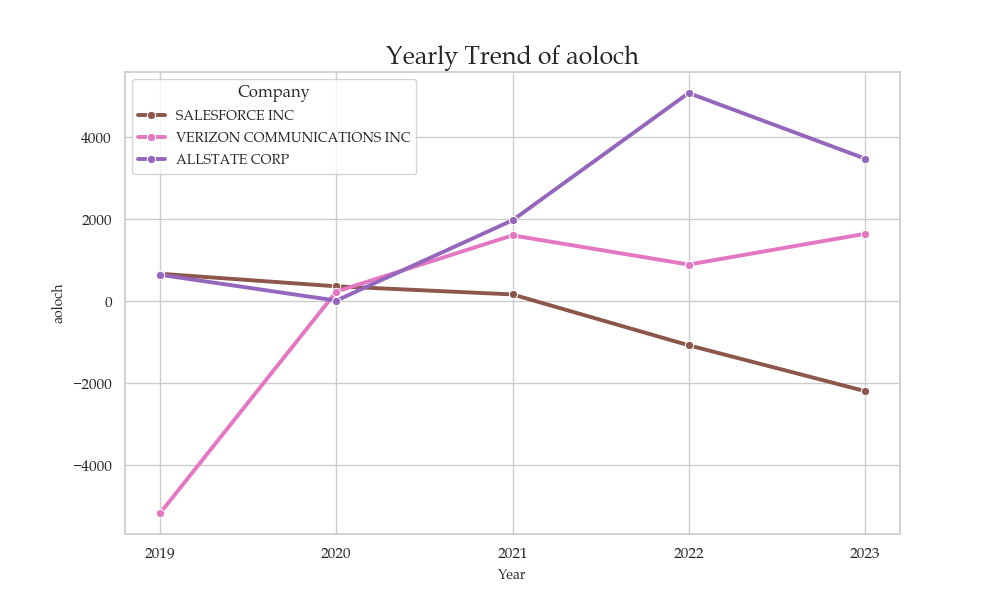 Yearly Trend of aoloch
Company
SALESFORCE INC
VERIZON COMMUNICATIONS INC
ALLSTATE CORP
4000
2000
0
−2000
−4000
aoloch
2019 2020 2021 2022 2023
Year